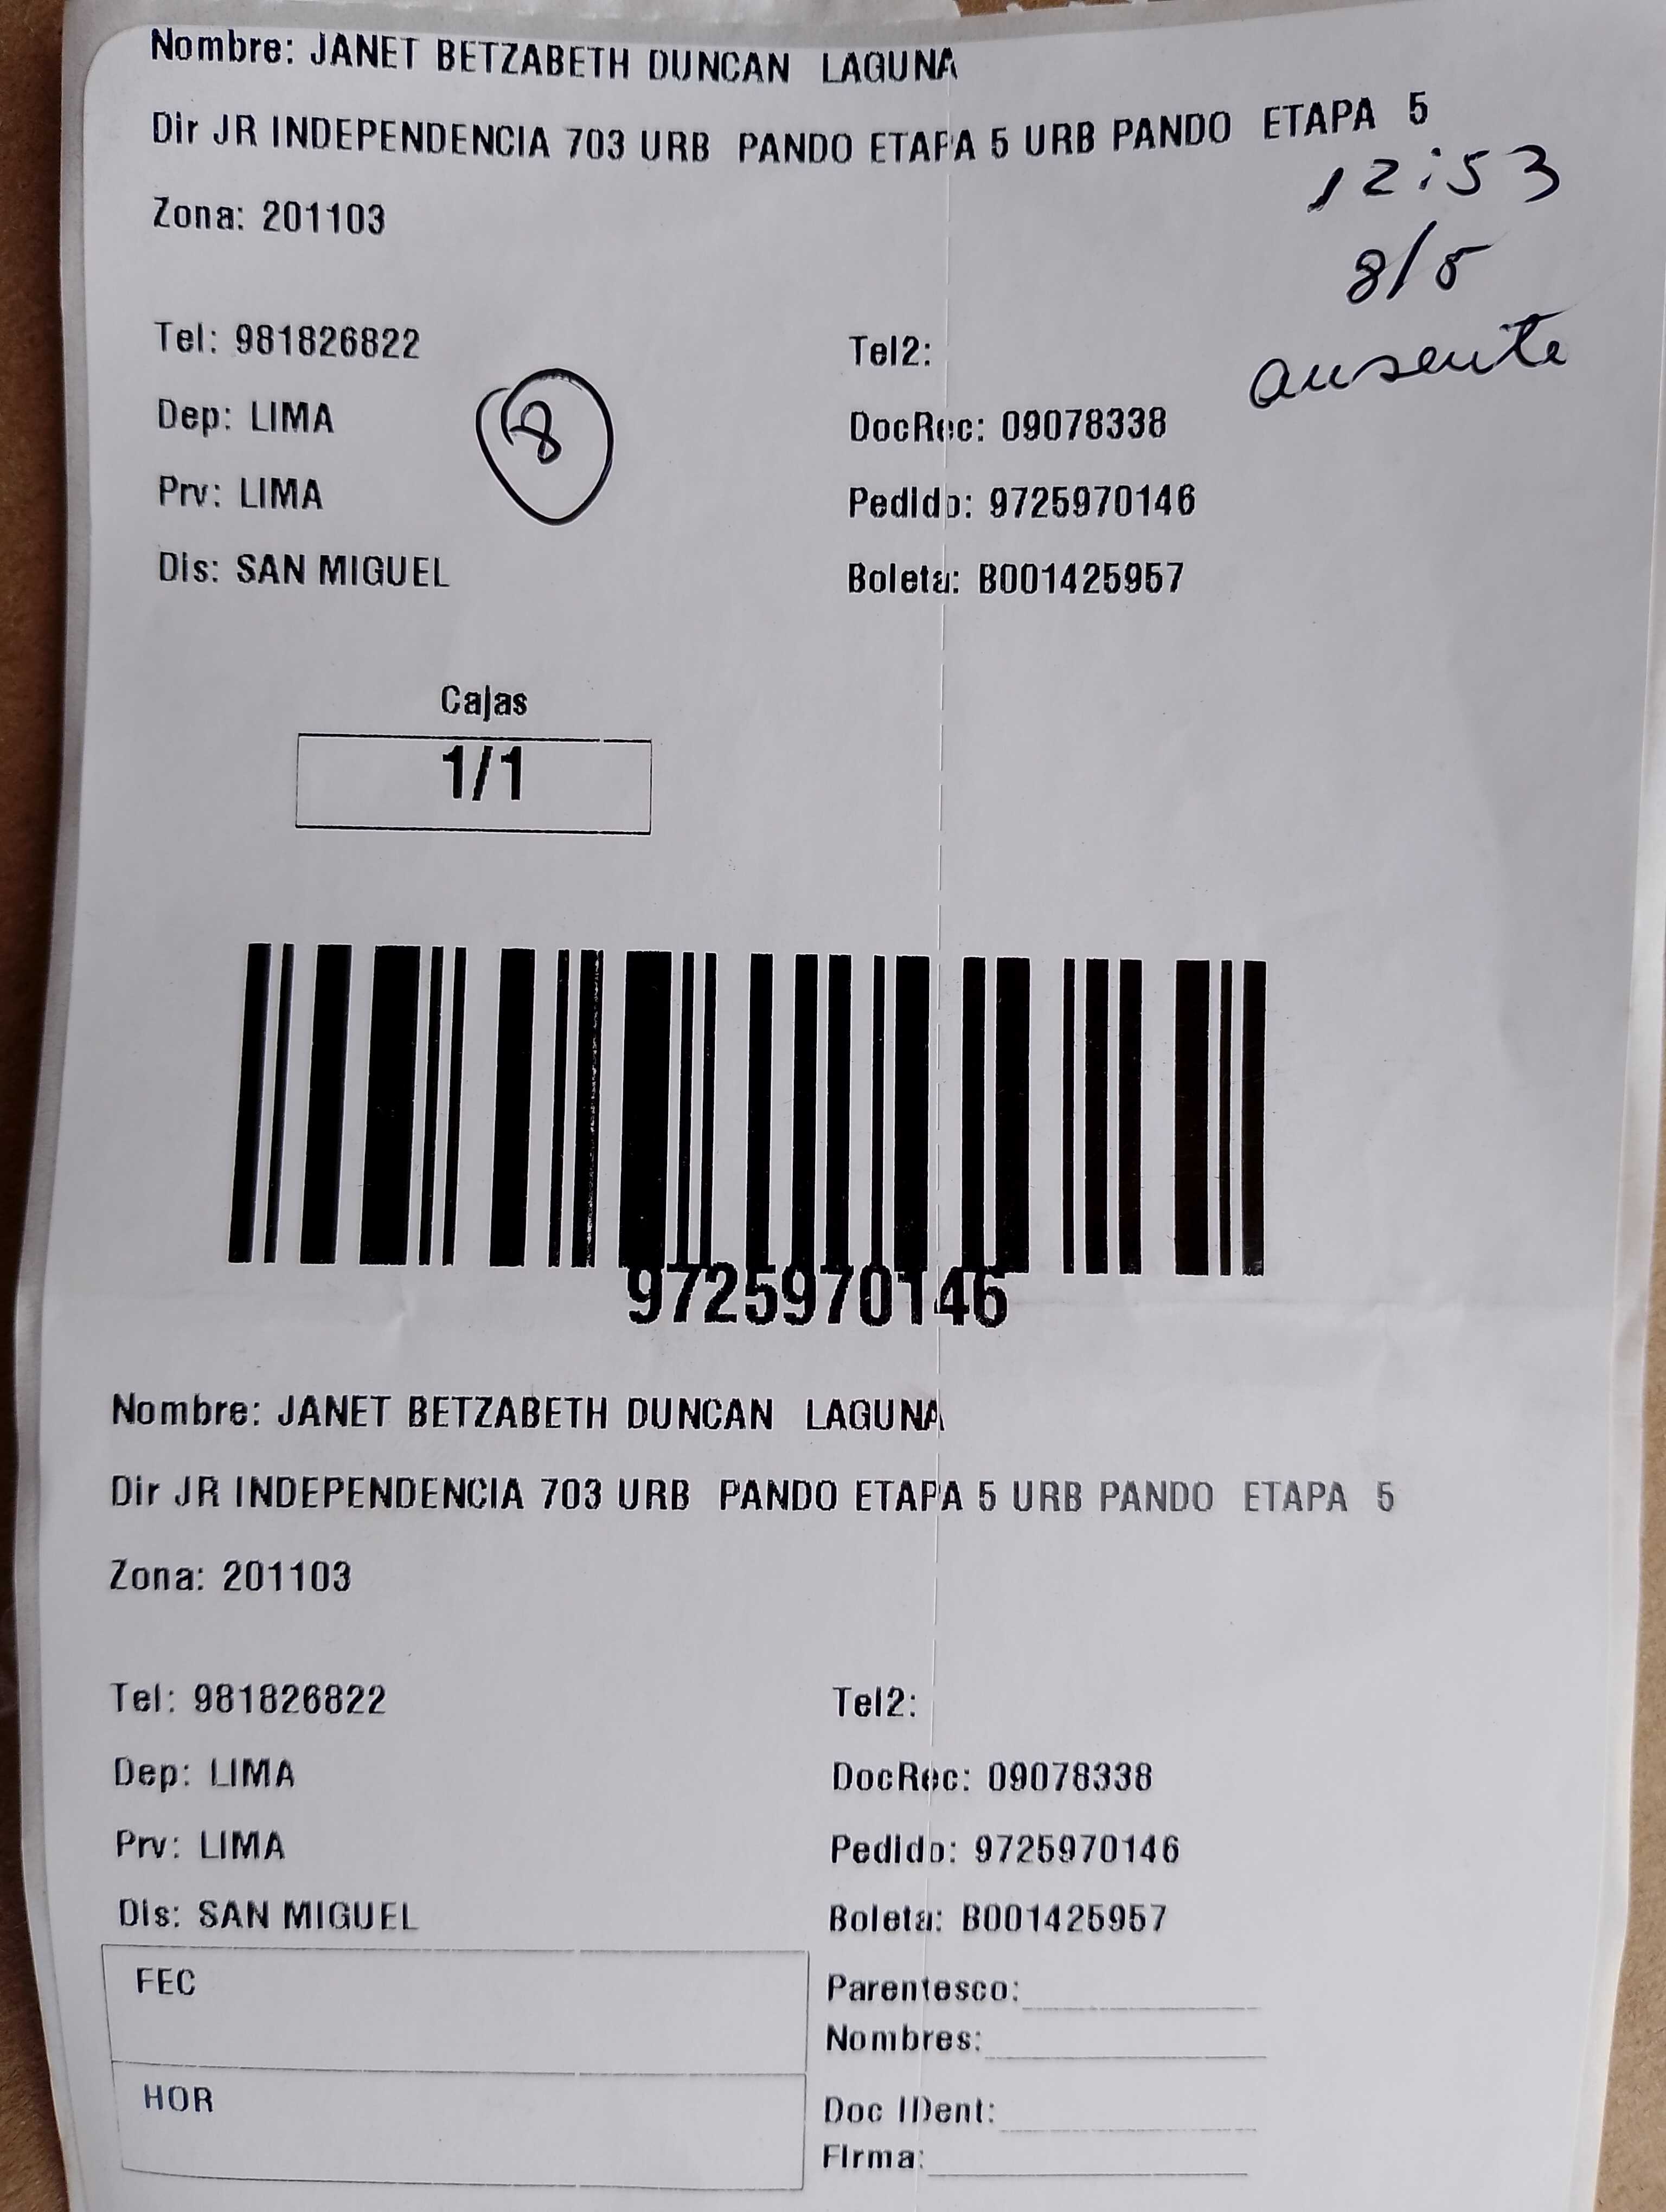 Nombre: JANET BETZABETH DUNCAN LAGUNA
Dir JR INDEPENDENCIA 703 URB PANDO ETAPA 5 URB PANDO ETAPA 5
12:53
Zona: 201103
8/5
Tel: 981826822 Tel2:
ausente
Dep: LIMA DocRec: 09078338
8
Prv: LIMA Pedido: 9725970146
Dis: SAN MIGUEL Boleta: B001425957
Cajas
1/1
9725970146
Nombre: JANET BETZABETH DUNCAN LAGUNA
Dir JR INDEPENDENCIA 703 URB PANDO ETAPA 5 URB PANDO ETAPA 5
Zona: 201103
Tel: 981826822 Tel2:
Dep: LIMA DocRec: 09078338
Prv: LIMA Pedido: 9725970146
Dis: SAN MIGUEL Boleta: B001425957
FEC Parentesco:
Nombres:
HOR Doc IDent:
Firma: